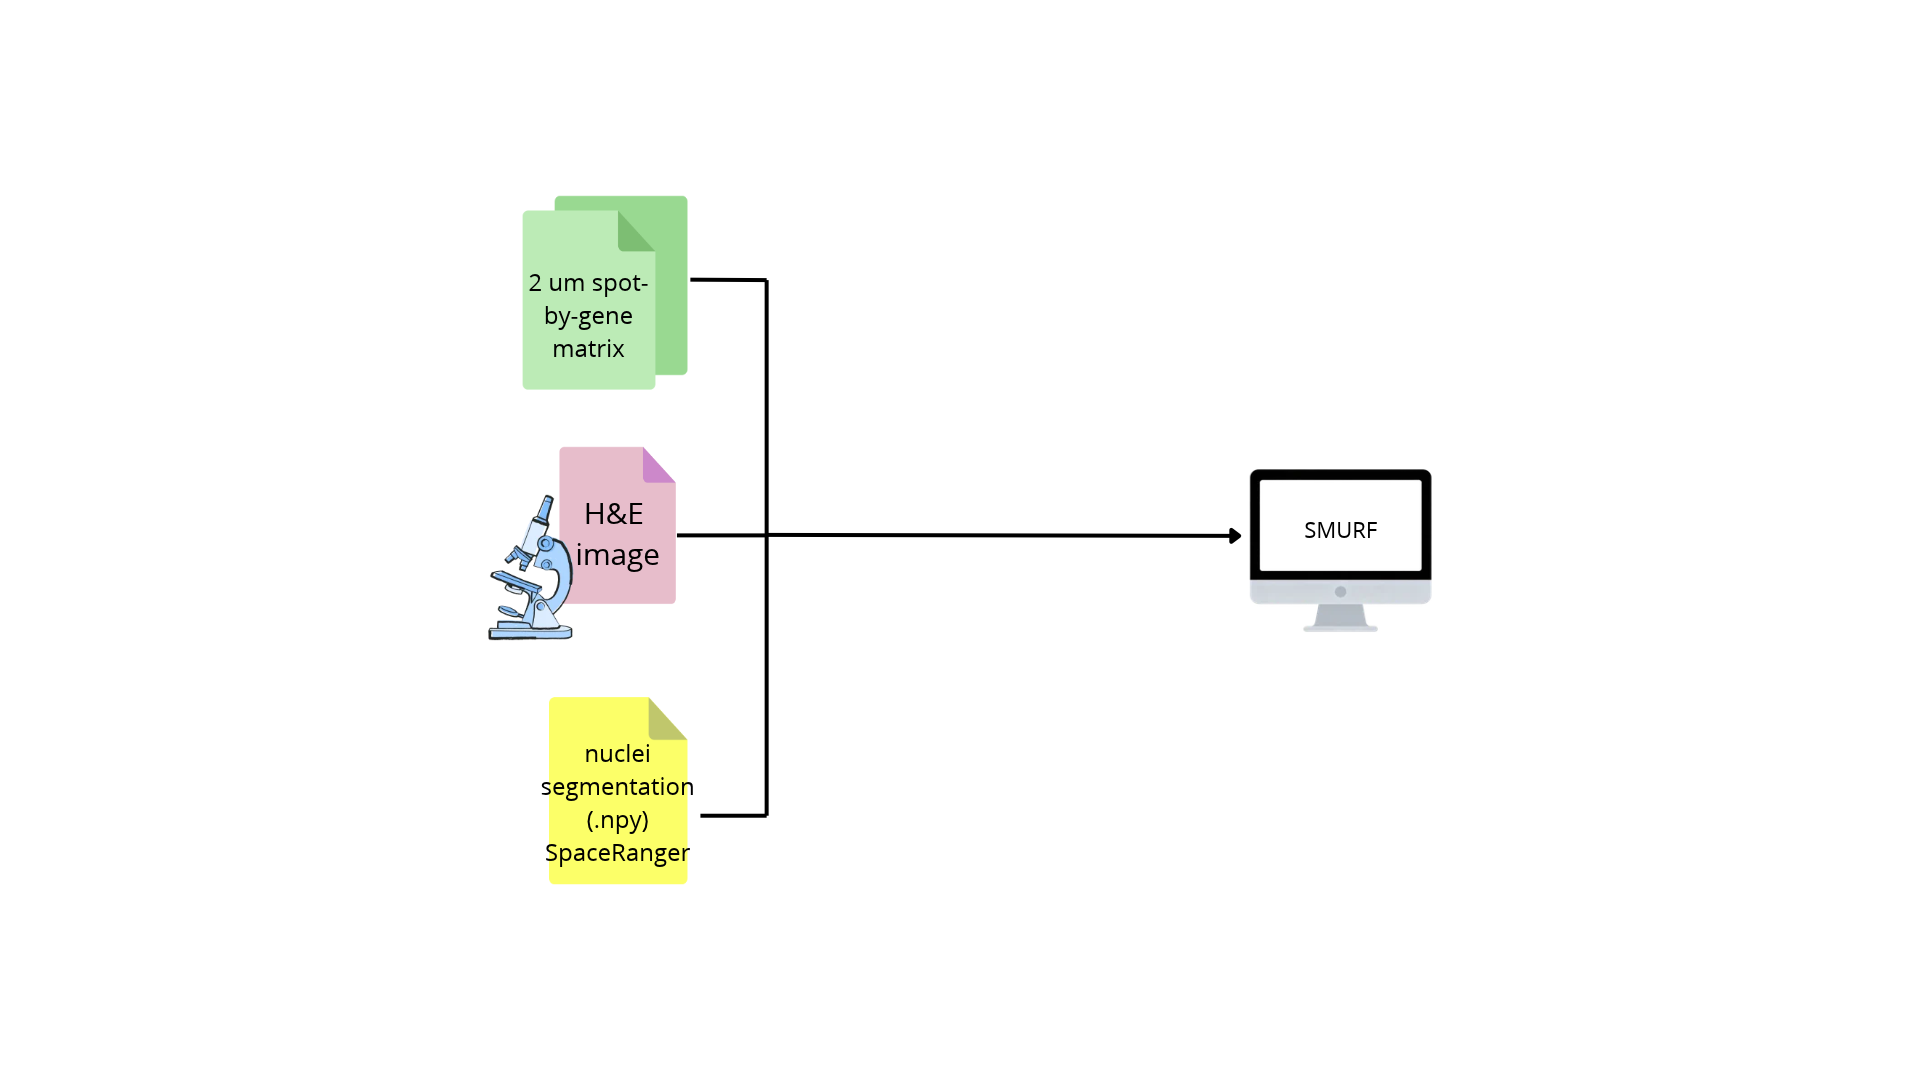 2 um spot-
by-gene
matrix
H&E
image
SMURF
nuclei
segmentation
(.npy)
SpaceRanger